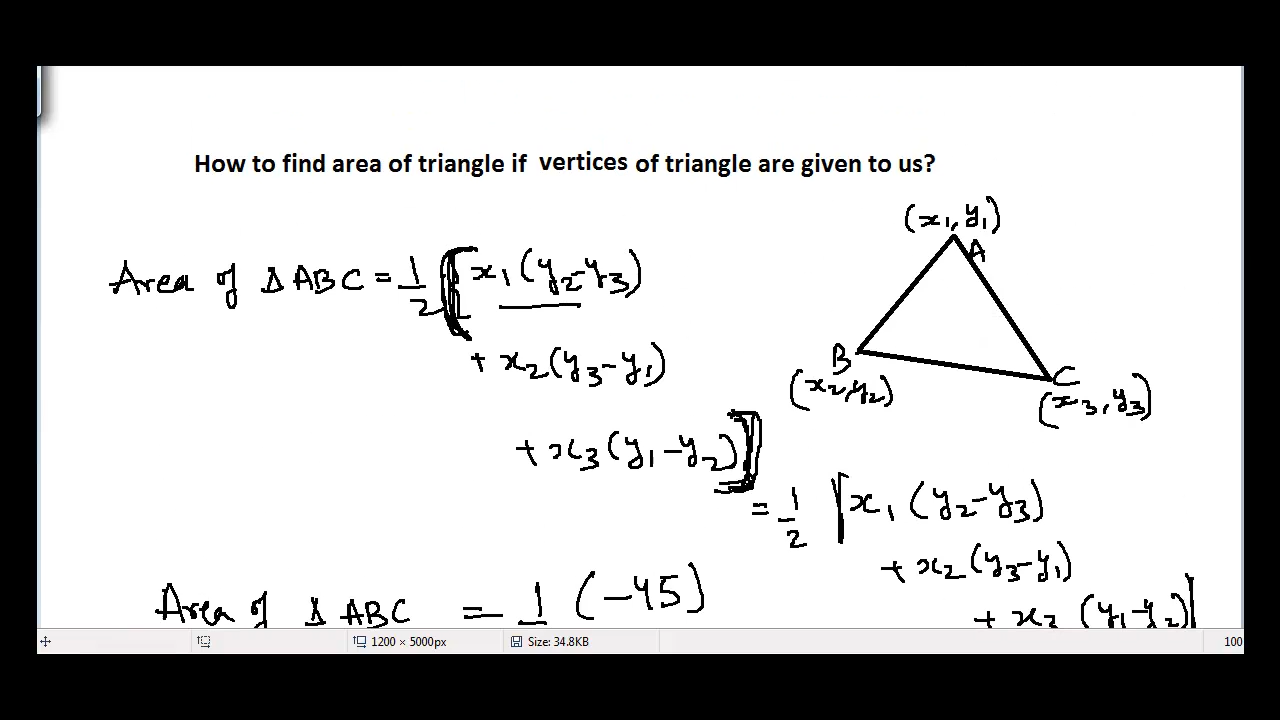 How to find area of triangle if vertices of triangle are given to us?
(x₁, y₁)
A
Area of Δ ABC = 1/2 [x₁ (y₂-y₃)
+ x₂ (y₃-y₁)
B
C
(x₂, y₂)
(x₃, y₃)
+ x₃ (y₁-y₂)]
= 1/2 |x₁ (y₂-y₃)
+ x₂ (y₃-y₁)
+ x₃ (y₁-y₂)|
Area of Δ ABC = 1 (-45)
1200 × 5000px
Size: 34.8KB
100